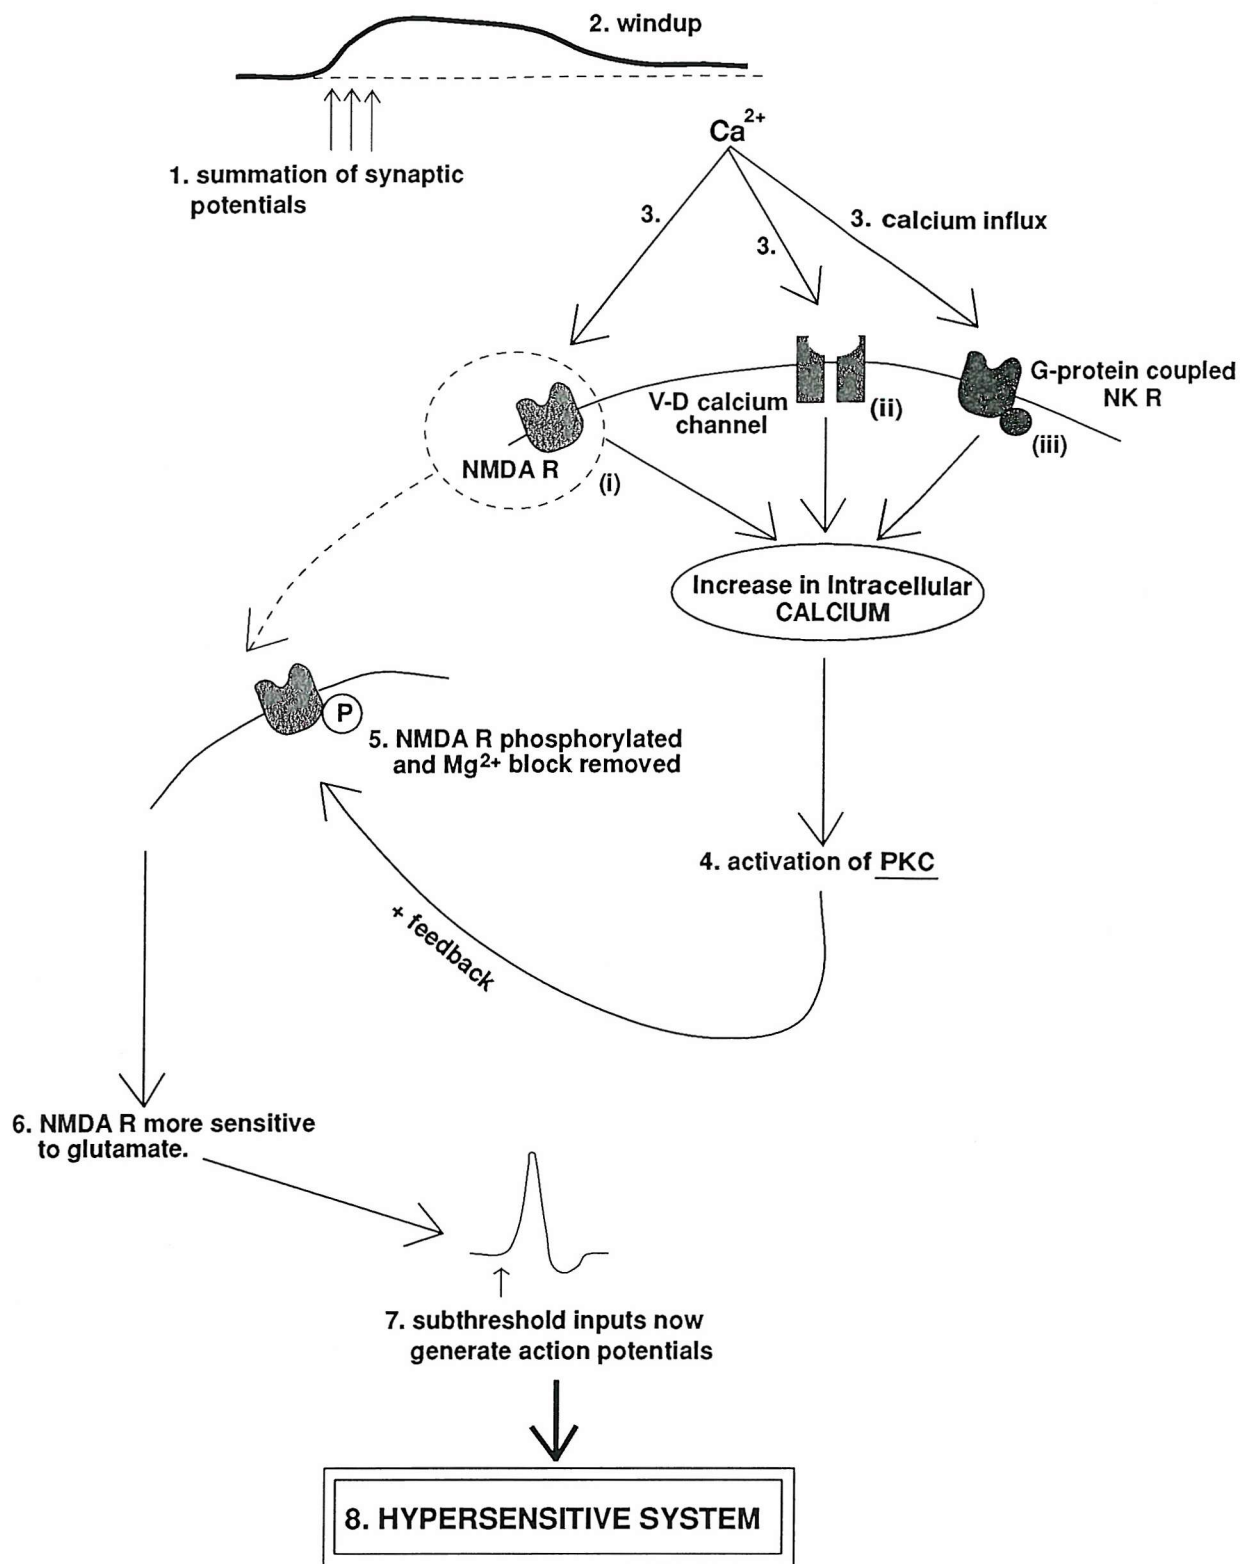 2. windup
1. summation of synaptic
potentials
Ca²⁺
3.
3.
3. calcium influx
G-protein coupled
NK R
V-D calcium
channel
(ii)
(iii)
NMDA R
(i)
Increase in Intracellular
CALCIUM
P
5. NMDA R phosphorylated
and Mg²⁺ block removed
4. activation of PKC
+ feedback
6. NMDA R more sensitive
to glutamate.
7. subthreshold inputs now
generate action potentials
8. HYPERSENSITIVE SYSTEM